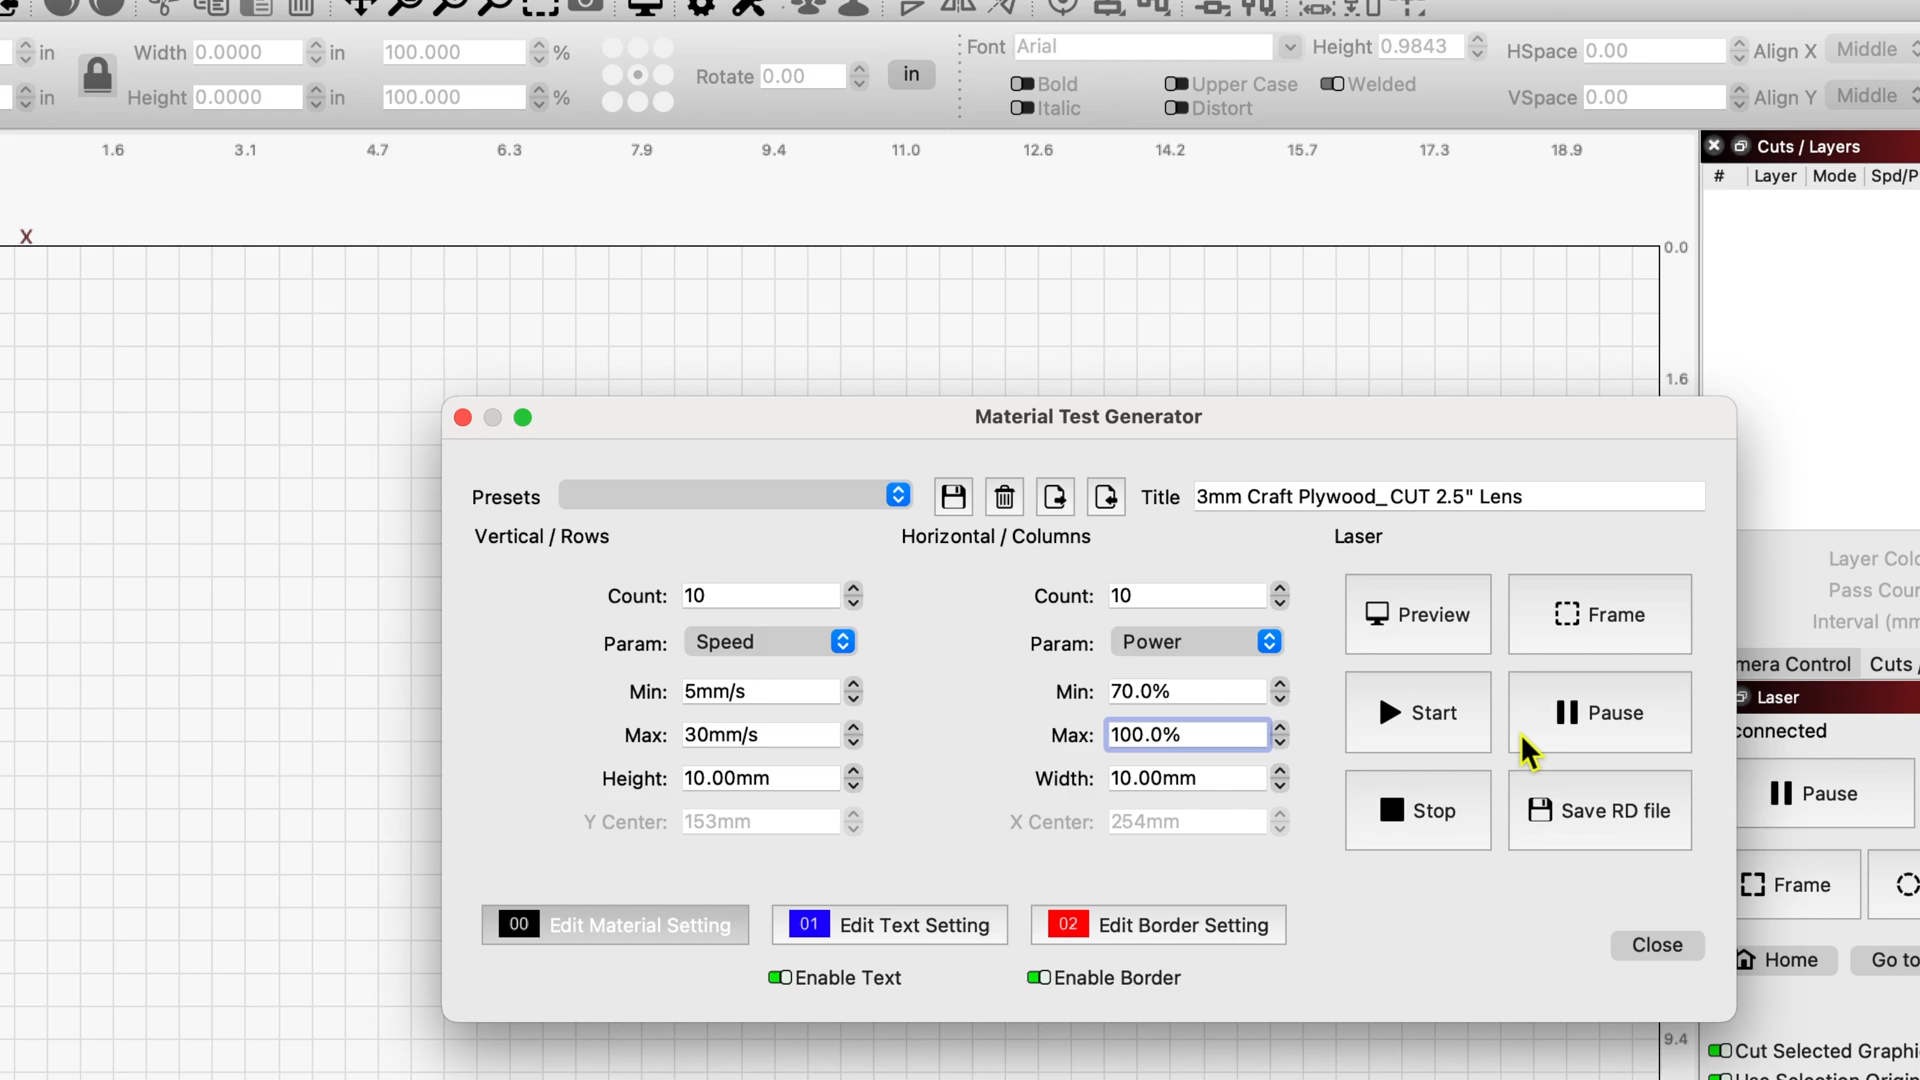 in Width 0.0000 in 100.000 % Rotate 0.00 in Font Arial Height 0.9843 HSpace 0.00 Align X Middle
in Height 0.0000 in 100.000 % Bold Upper Case Welded VSpace 0.00 Align Y Middle
Italic Distort
1.6 3.1 4.7 6.3 7.9 9.4 11.0 12.6 14.2 15.7 17.3 18.9
Cuts / Layers
# Layer Mode Spd/P
X
0.0
1.6
Material Test Generator
Presets Title 3mm Craft Plywood_CUT 2.5" Lens
Vertical / Rows Horizontal / Columns Laser
Count: 10 Count: 10 Preview Frame
Param: Speed Param: Power
Min: 5mm/s Min: 70.0% Start Pause
Max: 30mm/s Max: 100.0%
Height: 10.00mm Width: 10.00mm
Y Center: 153mm X Center: 254mm Stop Save RD file
00 Edit Material Setting 01 Edit Text Setting 02 Edit Border Setting
Close
Enable Text Enable Border
Layer Colo
Pass Coun
Interval (mm
mera Control Cuts /
Laser
connected
Pause
Frame
Home Go to
9.4
Cut Selected Graphi